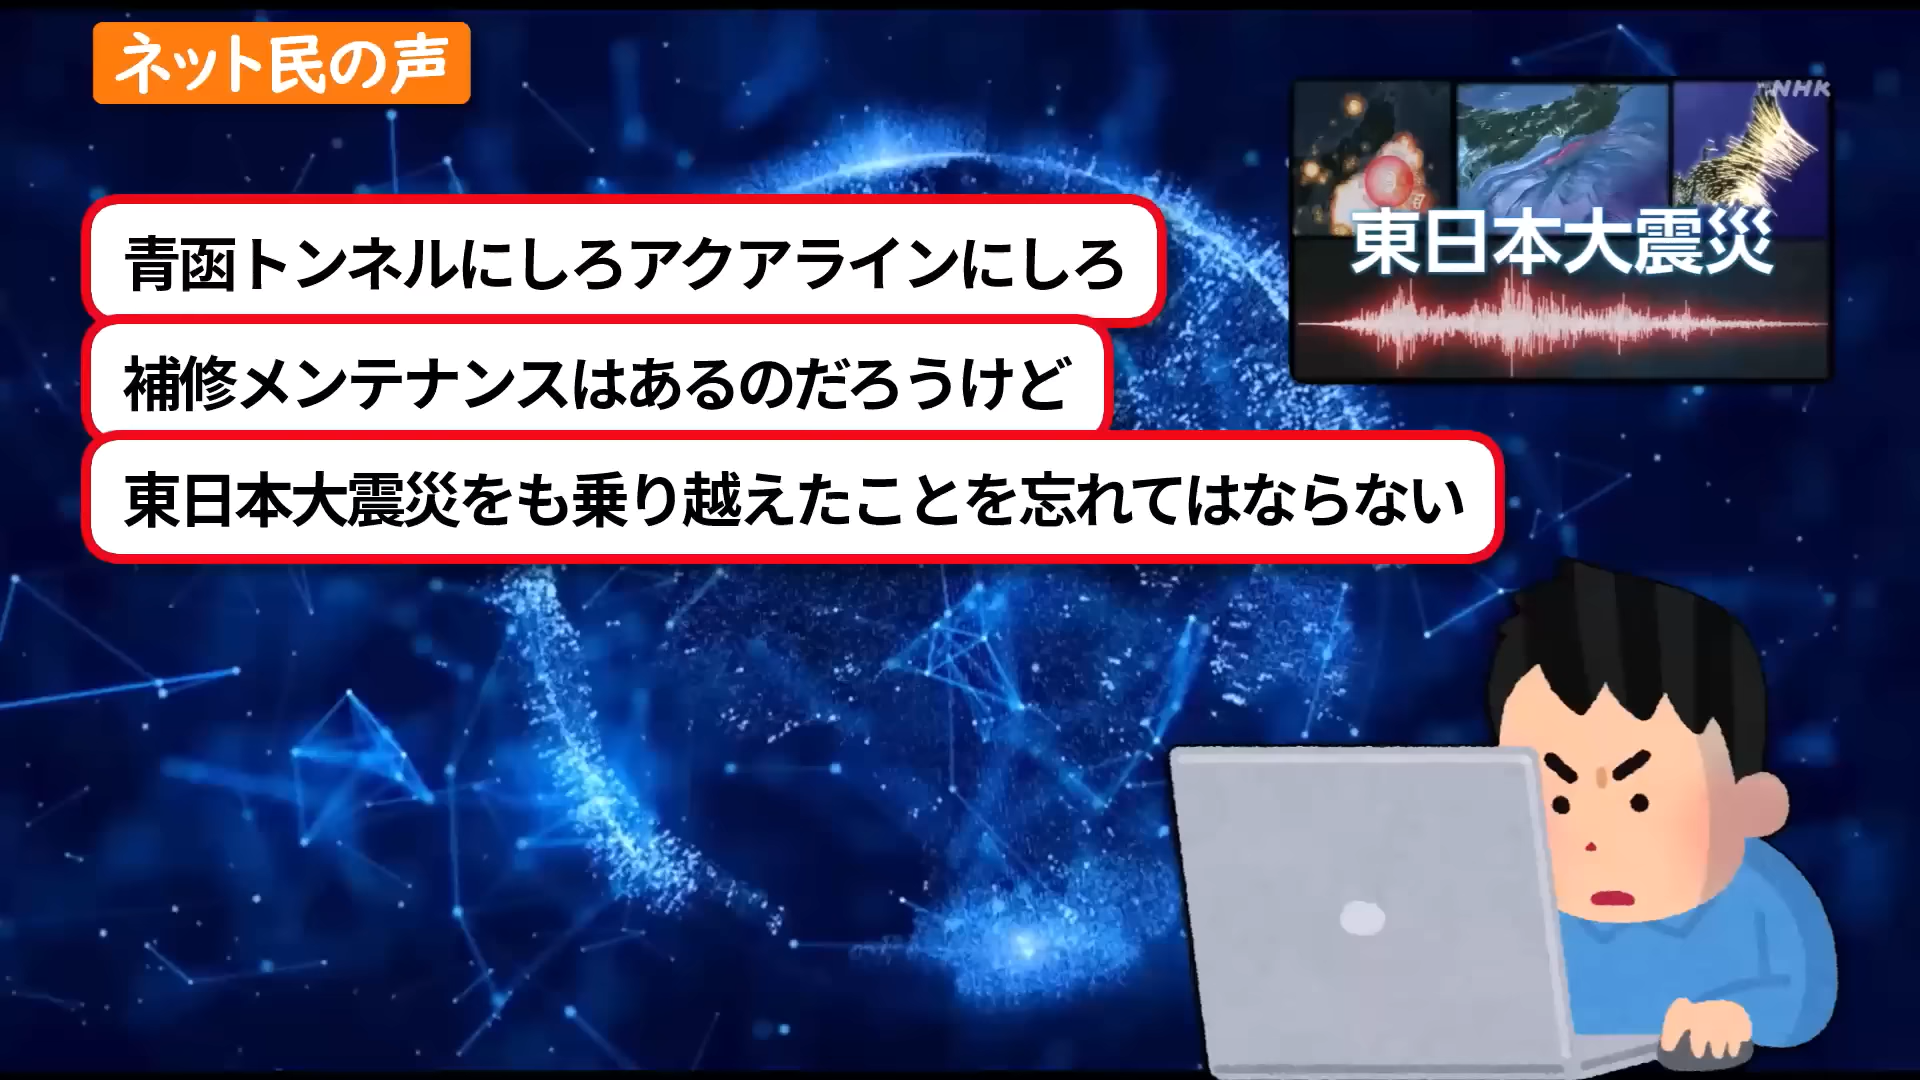 ネット民の声
NHK
東日本大震災
青函トンネルにしろアクアラインにしろ
補修メンテナンスはあるのだろうけど
東日本大震災をも乗り越えたことを忘れてはならない